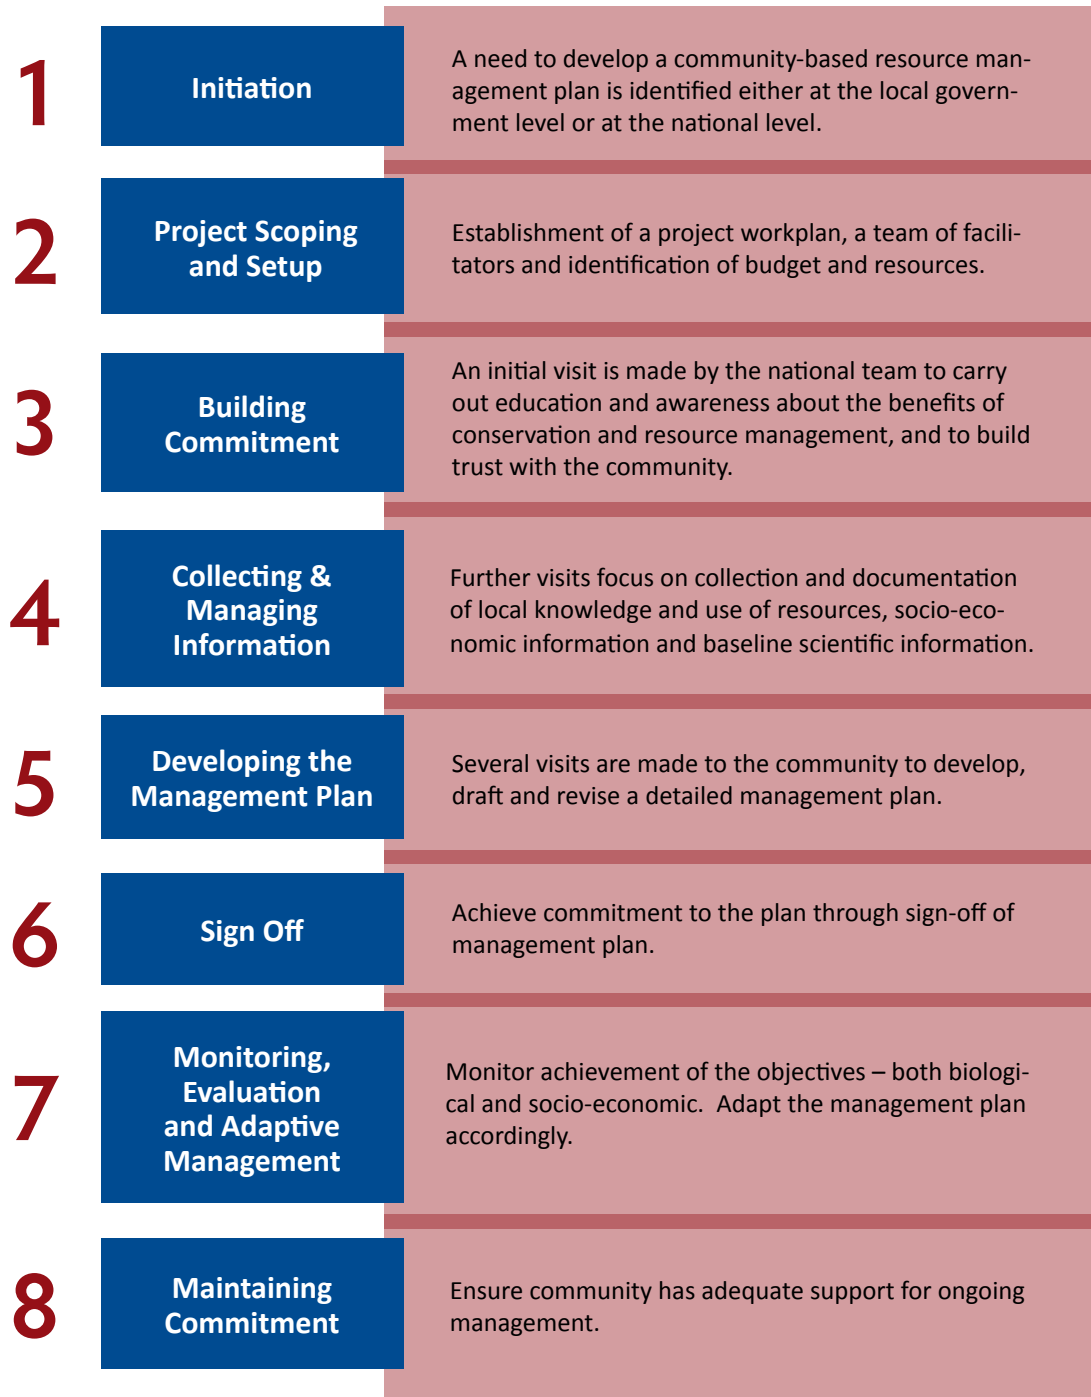 1
Initiation
A need to develop a community-based resource man-
agement plan is identified either at the local govern-
ment level or at the national level.
2
Project Scoping
and Setup
Establishment of a project workplan, a team of facili-
tators and identification of budget and resources.
3
Building
Commitment
An initial visit is made by the national team to carry
out education and awareness about the benefits of
conservation and resource management, and to build
trust with the community.
4
Collecting &
Managing
Information
Further visits focus on collection and documentation
of local knowledge and use of resources, socio-eco-
nomic information and baseline scientific information.
5
Developing the
Management Plan
Several visits are made to the community to develop,
draft and revise a detailed management plan.
6
Sign Off
Achieve commitment to the plan through sign-off of
management plan.
7
Monitoring,
Evaluation
and Adaptive
Management
Monitor achievement of the objectives – both biologi-
cal and socio-economic.  Adapt the management plan
accordingly.
8
Maintaining
Commitment
Ensure community has adequate support for ongoing
management.